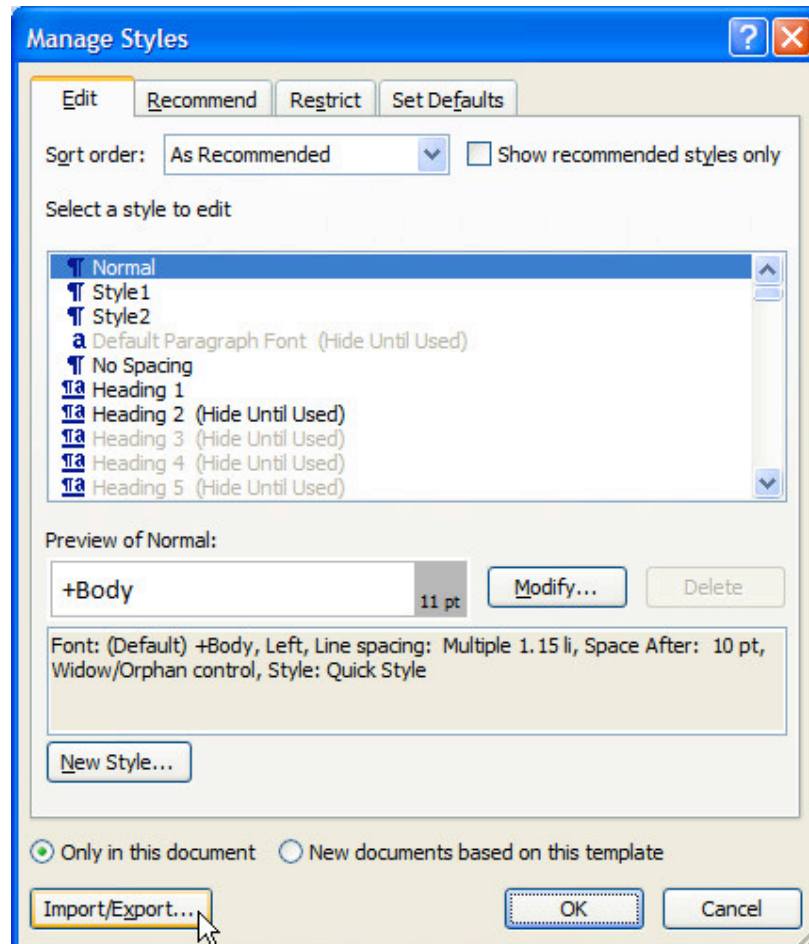 Manage Styles
Edit Recommend Restrict Set Defaults
Sort order: As Recommended Show recommended styles only
Select a style to edit
¶ Normal
¶ Style1
¶ Style2
a Default Paragraph Font (Hide Until Used)
¶ No Spacing
¶a Heading 1
¶a Heading 2 (Hide Until Used)
¶a Heading 3 (Hide Until Used)
¶a Heading 4 (Hide Until Used)
¶a Heading 5 (Hide Until Used)
Preview of Normal:
+Body 11 pt Modify... Delete
Font: (Default) +Body, Left, Line spacing: Multiple 1.15 li, Space After: 10 pt,
Widow/Orphan control, Style: Quick Style
New Style...
Only in this document New documents based on this template
Import/Export... OK Cancel